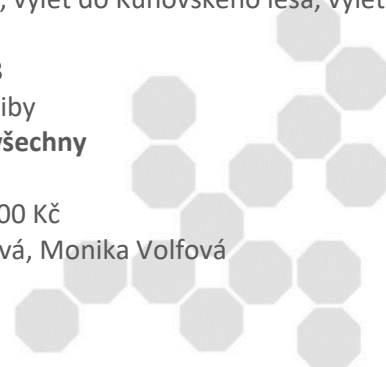 , výlet do Kunovského lesa, výlet
3
iby
všechny
00 Kč
vá, Monika Volfová